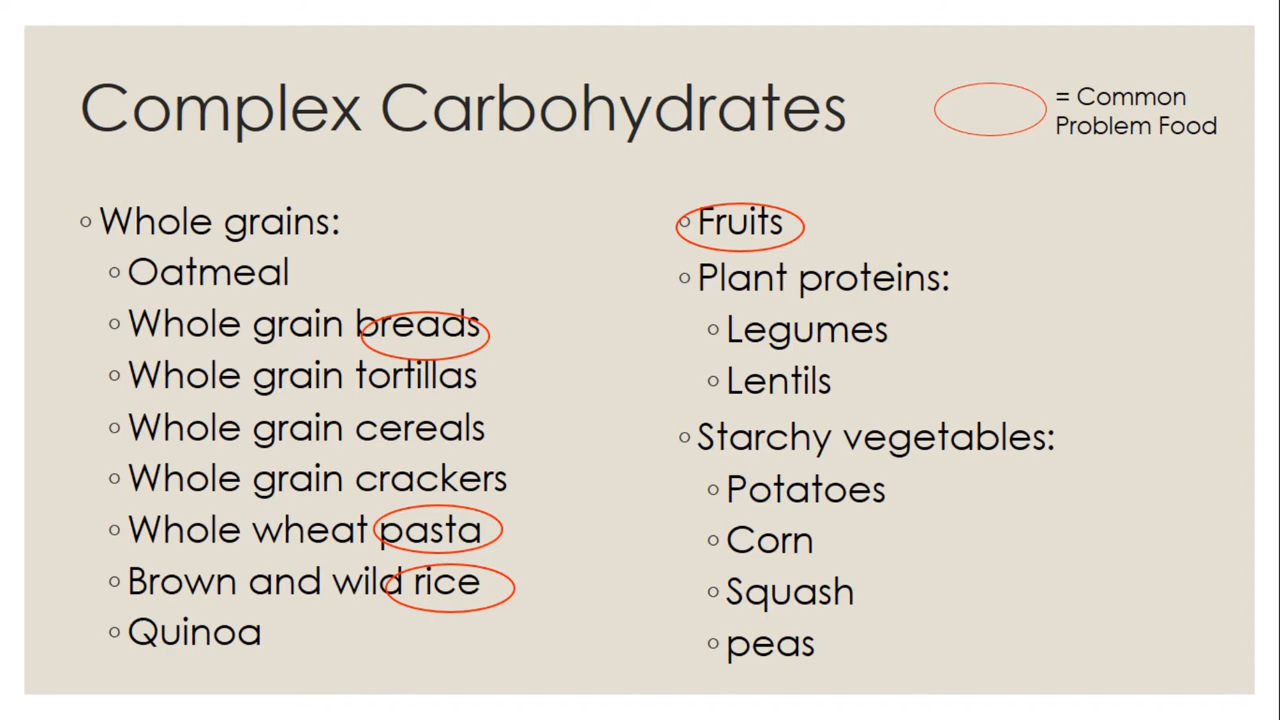 Complex Carbohydrates
= Common
Problem Food
◦ Whole grains:
◦ Oatmeal
◦ Whole grain breads
◦ Whole grain tortillas
◦ Whole grain cereals
◦ Whole grain crackers
◦ Whole wheat pasta
◦ Brown and wild rice
◦ Quinoa
◦ Fruits
◦ Plant proteins:
◦ Legumes
◦ Lentils
◦ Starchy vegetables:
◦ Potatoes
◦ Corn
◦ Squash
◦ peas